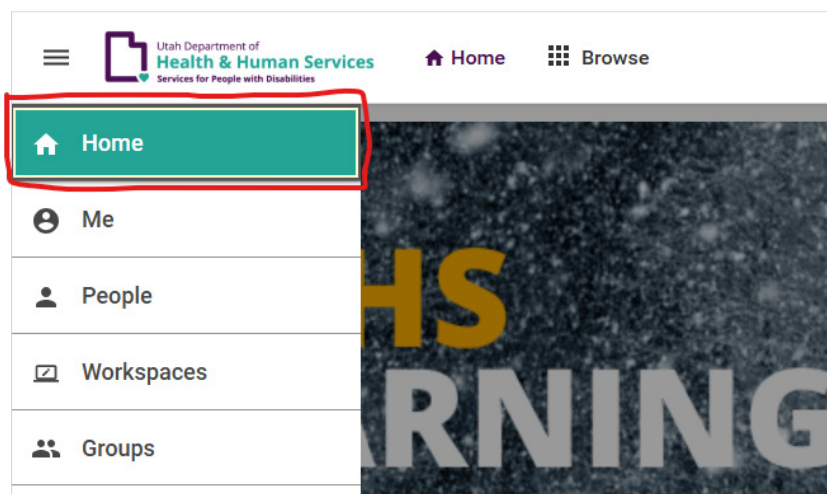 Utah Department of
Health & Human Services
Services for People with Disabilities
Home
Browse
Home
Me
People
Workspaces
Groups
HS
RNING